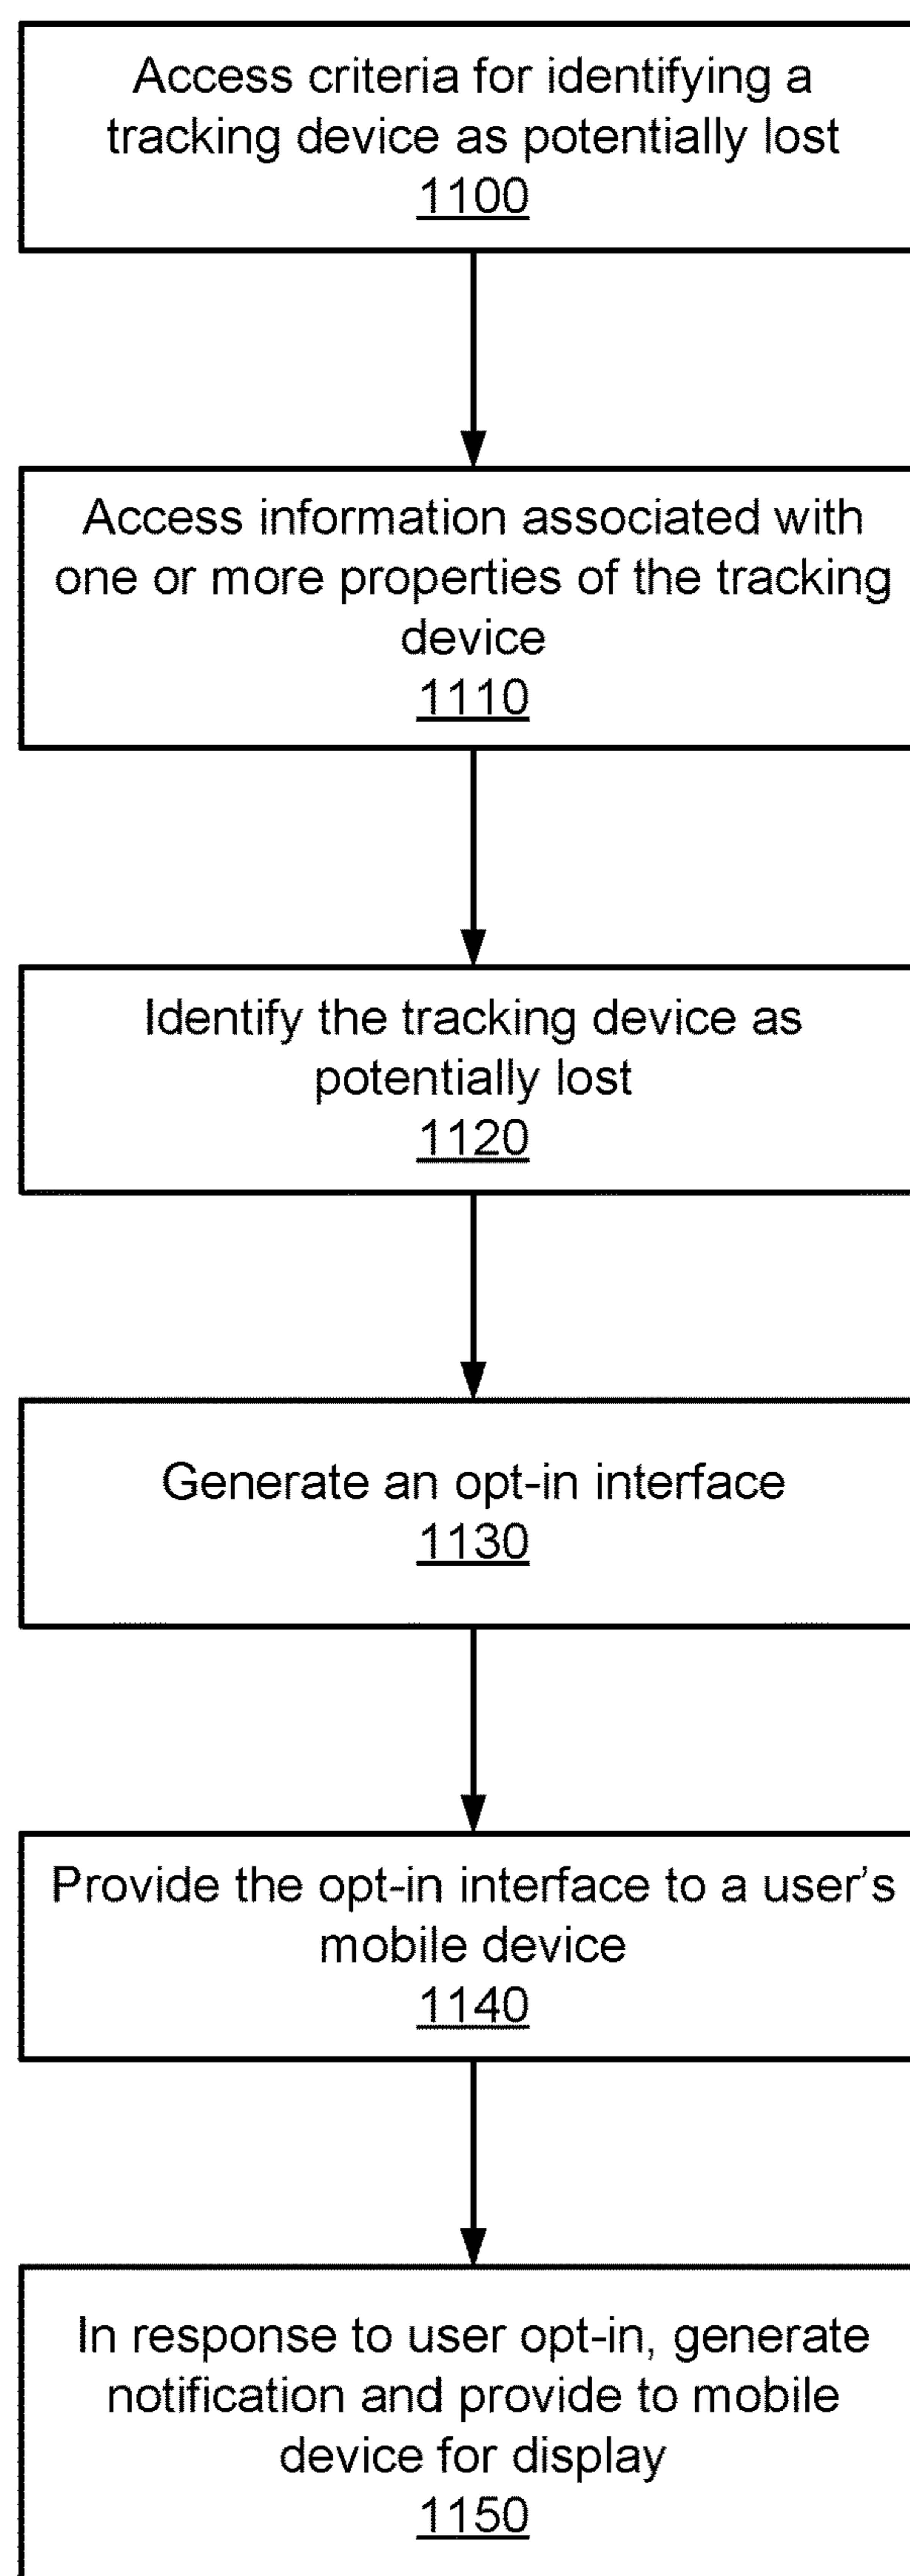 Access criteria for identifying a
tracking device as potentially lost
1100
Access information associated with
one or more properties of the tracking
device
1110
Identify the tracking device as
potentially lost
1120
Generate an opt-in interface
1130
Provide the opt-in interface to a user's
mobile device
1140
In response to user opt-in, generate
notification and provide to mobile
device for display
1150